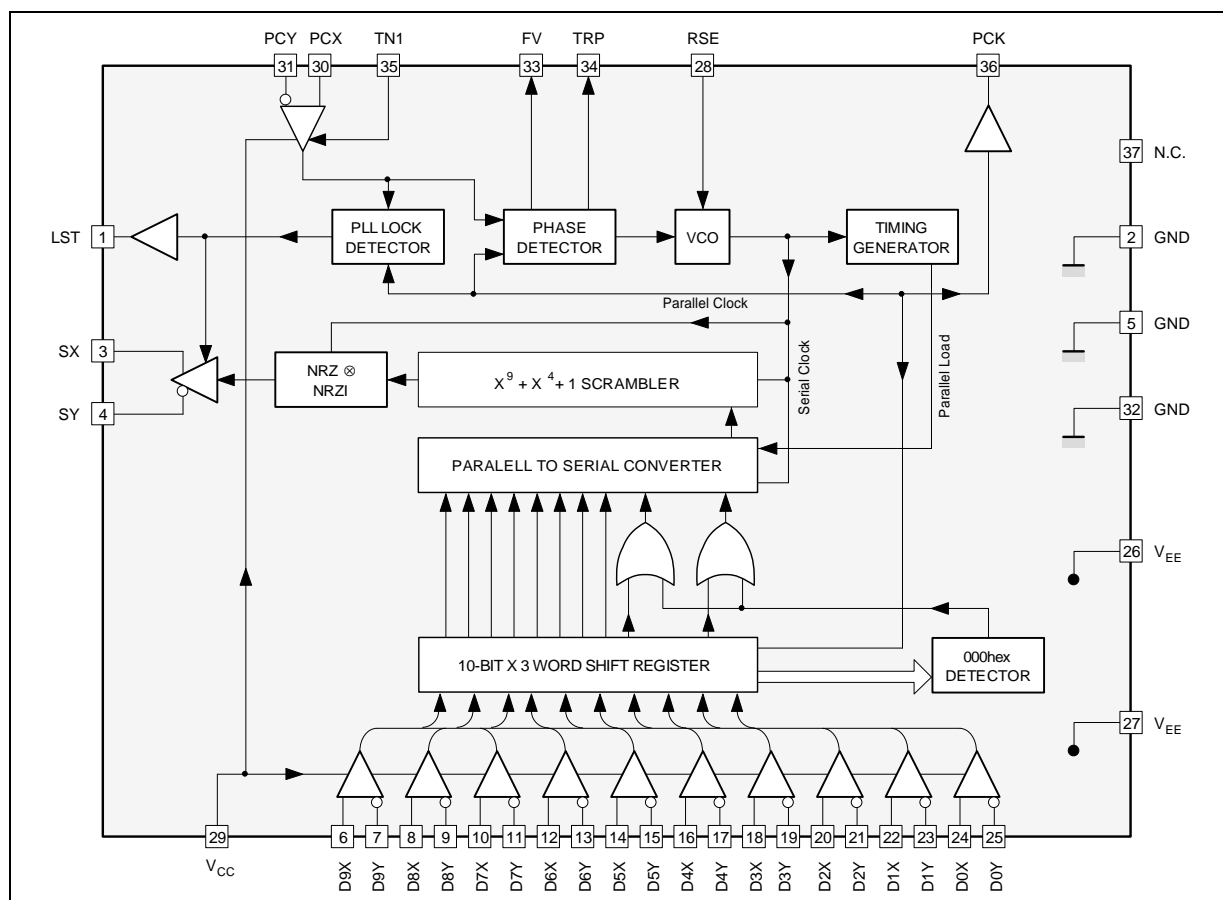 PCY PCX TN1 FV TRP RSE PCK
31 30 35 33 34 28 36
37 N.C.
LST 1
PLL LOCK
DETECTOR
PHASE
DETECTOR
VCO
TIMING
GENERATOR
2 GND
Parallel Clock
Serial Clock
Parallel Load
5 GND
SX 3
SY 4
NRZ ⊗
NRZI
X⁹ + X⁴ + 1 SCRAMBLER
32 GND
PARALELL TO SERIAL CONVERTER
26 VEE
10-BIT X 3 WORD SHIFT REGISTER
000hex
DETECTOR
27 VEE
29 6 7 8 9 10 11 12 13 14 15 16 17 18 19 20 21 22 23 24 25
VCC D9X D9Y D8X D8Y D7X D7Y D6X D6Y D5X D5Y D4X D4Y D3X D3Y D2X D2Y D1X D1Y D0X D0Y